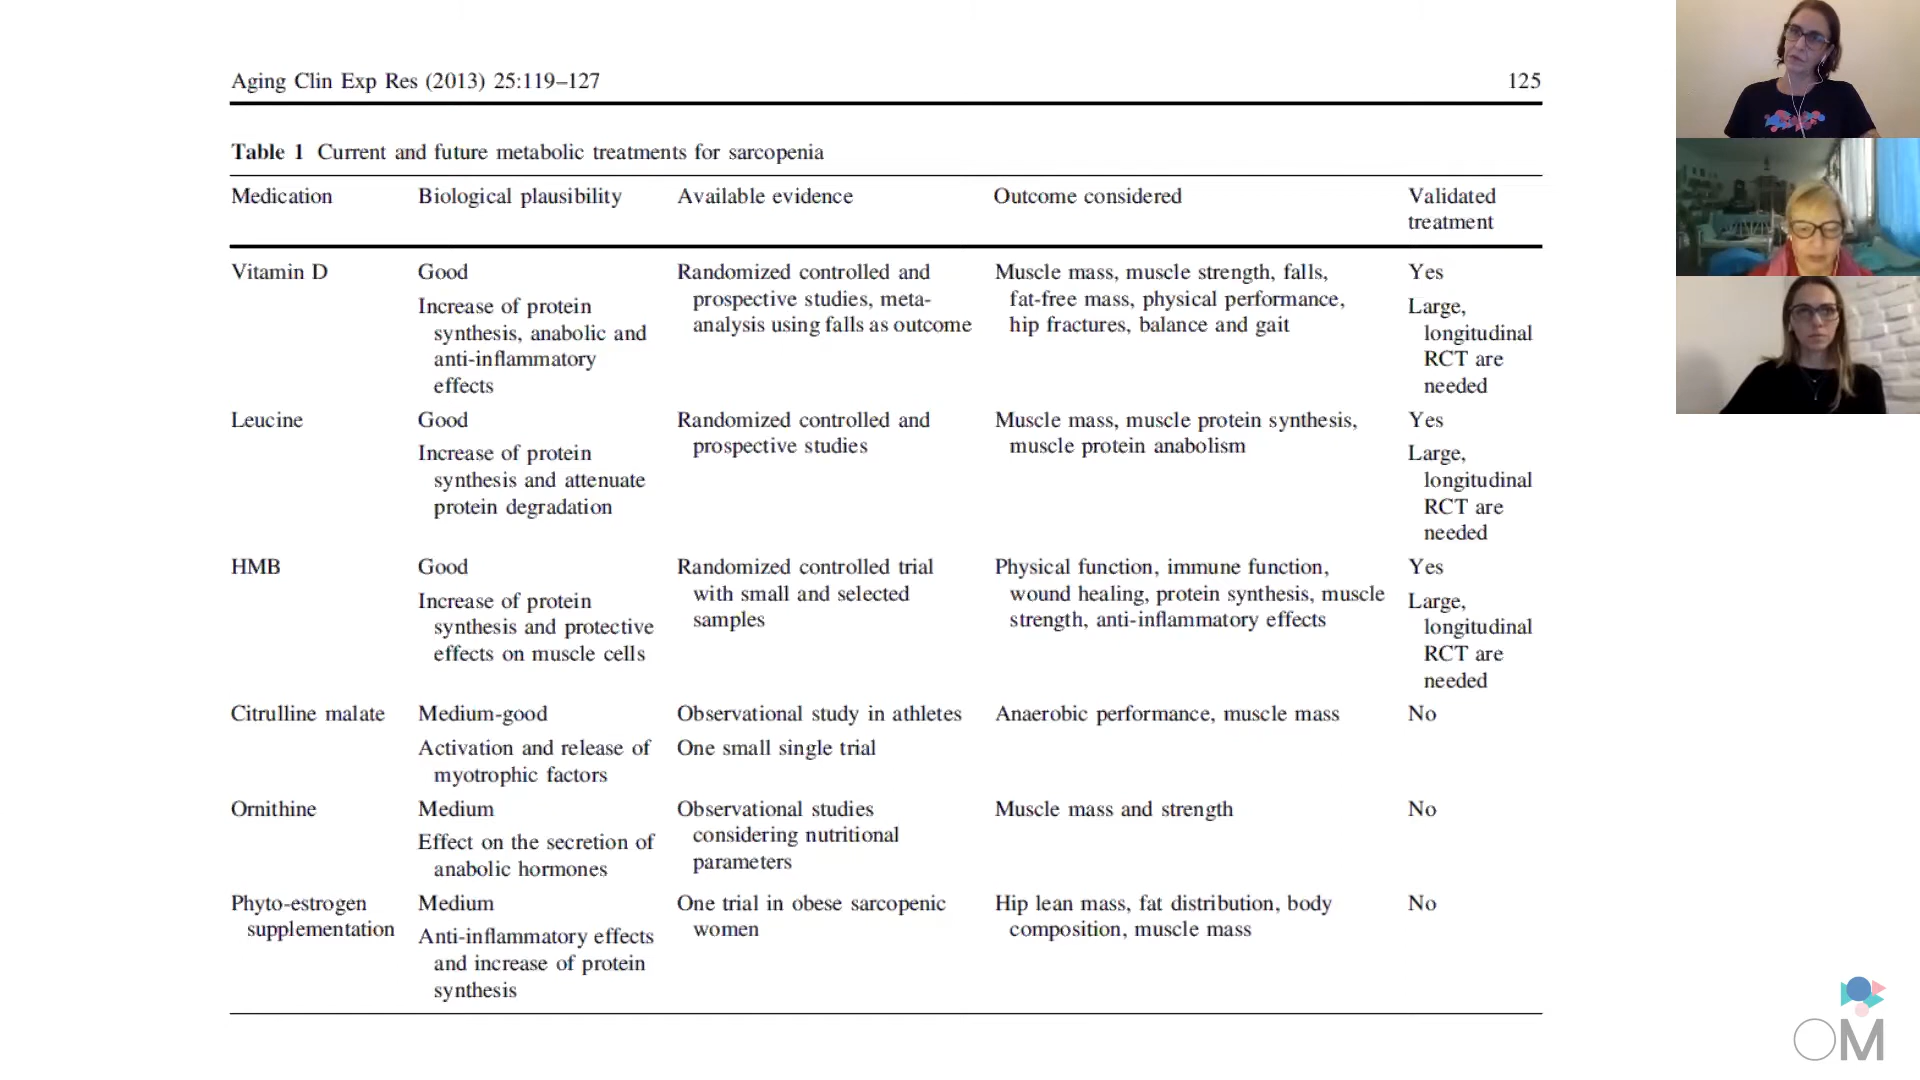 Aging Clin Exp Res (2013) 25:119–127 125
Table 1 Current and future metabolic treatments for sarcopenia
Medication Biological plausibility Available evidence Outcome considered Validated
treatment
Vitamin D Good Randomized controlled and Muscle mass, muscle strength, falls, Yes
prospective studies, meta- fat-free mass, physical performance,
Increase of protein Large,
analysis using falls as outcome hip fractures, balance and gait
synthesis, anabolic and longitudinal
anti-inflammatory RCT are
effects needed
Leucine Good Randomized controlled and Muscle mass, muscle protein synthesis, Yes
prospective studies muscle protein anabolism
Increase of protein Large,
synthesis and attenuate longitudinal
protein degradation RCT are
needed
HMB Good Randomized controlled trial Physical function, immune function, Yes
with small and selected wound healing, protein synthesis, muscle
Increase of protein Large,
samples strength, anti-inflammatory effects
synthesis and protective longitudinal
effects on muscle cells RCT are
needed
Citrulline malate Medium-good Observational study in athletes Anaerobic performance, muscle mass No
Activation and release of One small single trial
myotrophic factors
Ornithine Medium Observational studies Muscle mass and strength No
considering nutritional
Effect on the secretion of
parameters
anabolic hormones
Phyto-estrogen Medium One trial in obese sarcopenic Hip lean mass, fat distribution, body No
supplementation women composition, muscle mass
Anti-inflammatory effects
and increase of protein
synthesis
OM